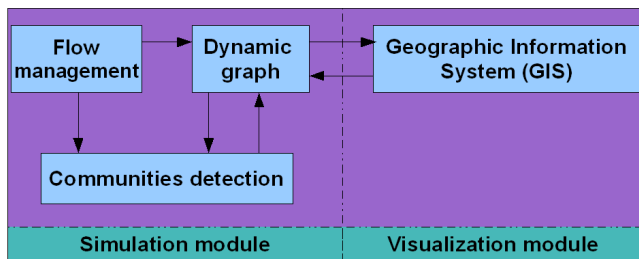 Flow
management
Dynamic
graph
Geographic Information
System (GIS)
Communities detection
Simulation module
Visualization module